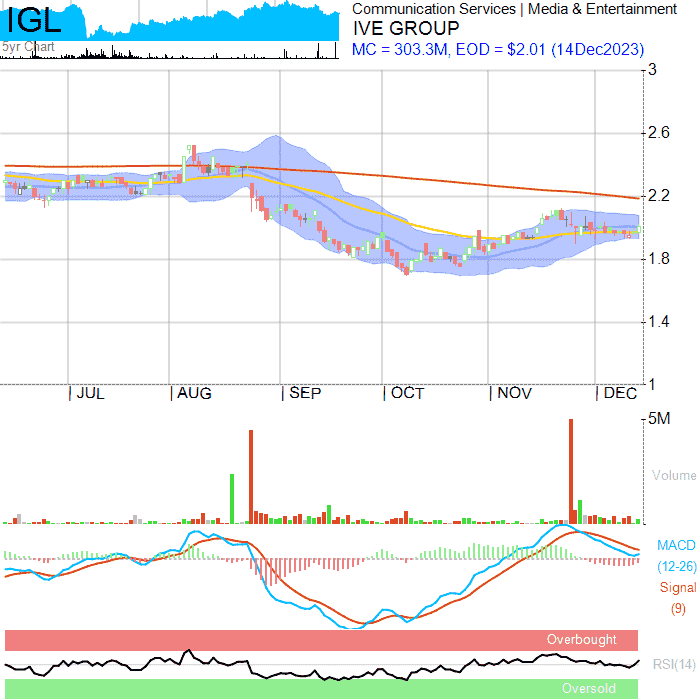 IGL
5yr Chart
Communication Services | Media & Entertainment
IVE GROUP
MC = 303.3M, EOD = $2.01 (14Dec2023)
3
2.6
2.2
1.8
1.4
1
| JUL | AUG | SEP | OCT | NOV | DEC
5M
Volume
MACD
(12-26)
Signal
(9)
Overbought
RSI(14)
Oversold